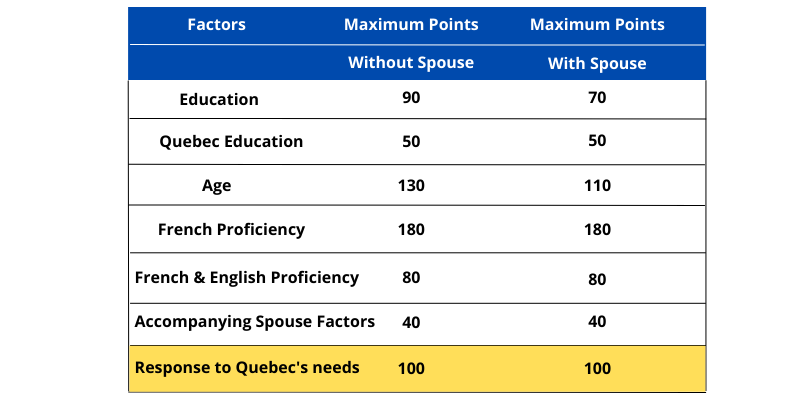 Factors Maximum Points Maximum Points
Without Spouse With Spouse
Education 90 70
Quebec Education 50 50
Age 130 110
French Proficiency 180 180
French & English Proficiency 80 80
Accompanying Spouse Factors 40 40
Response to Quebec's needs 100 100